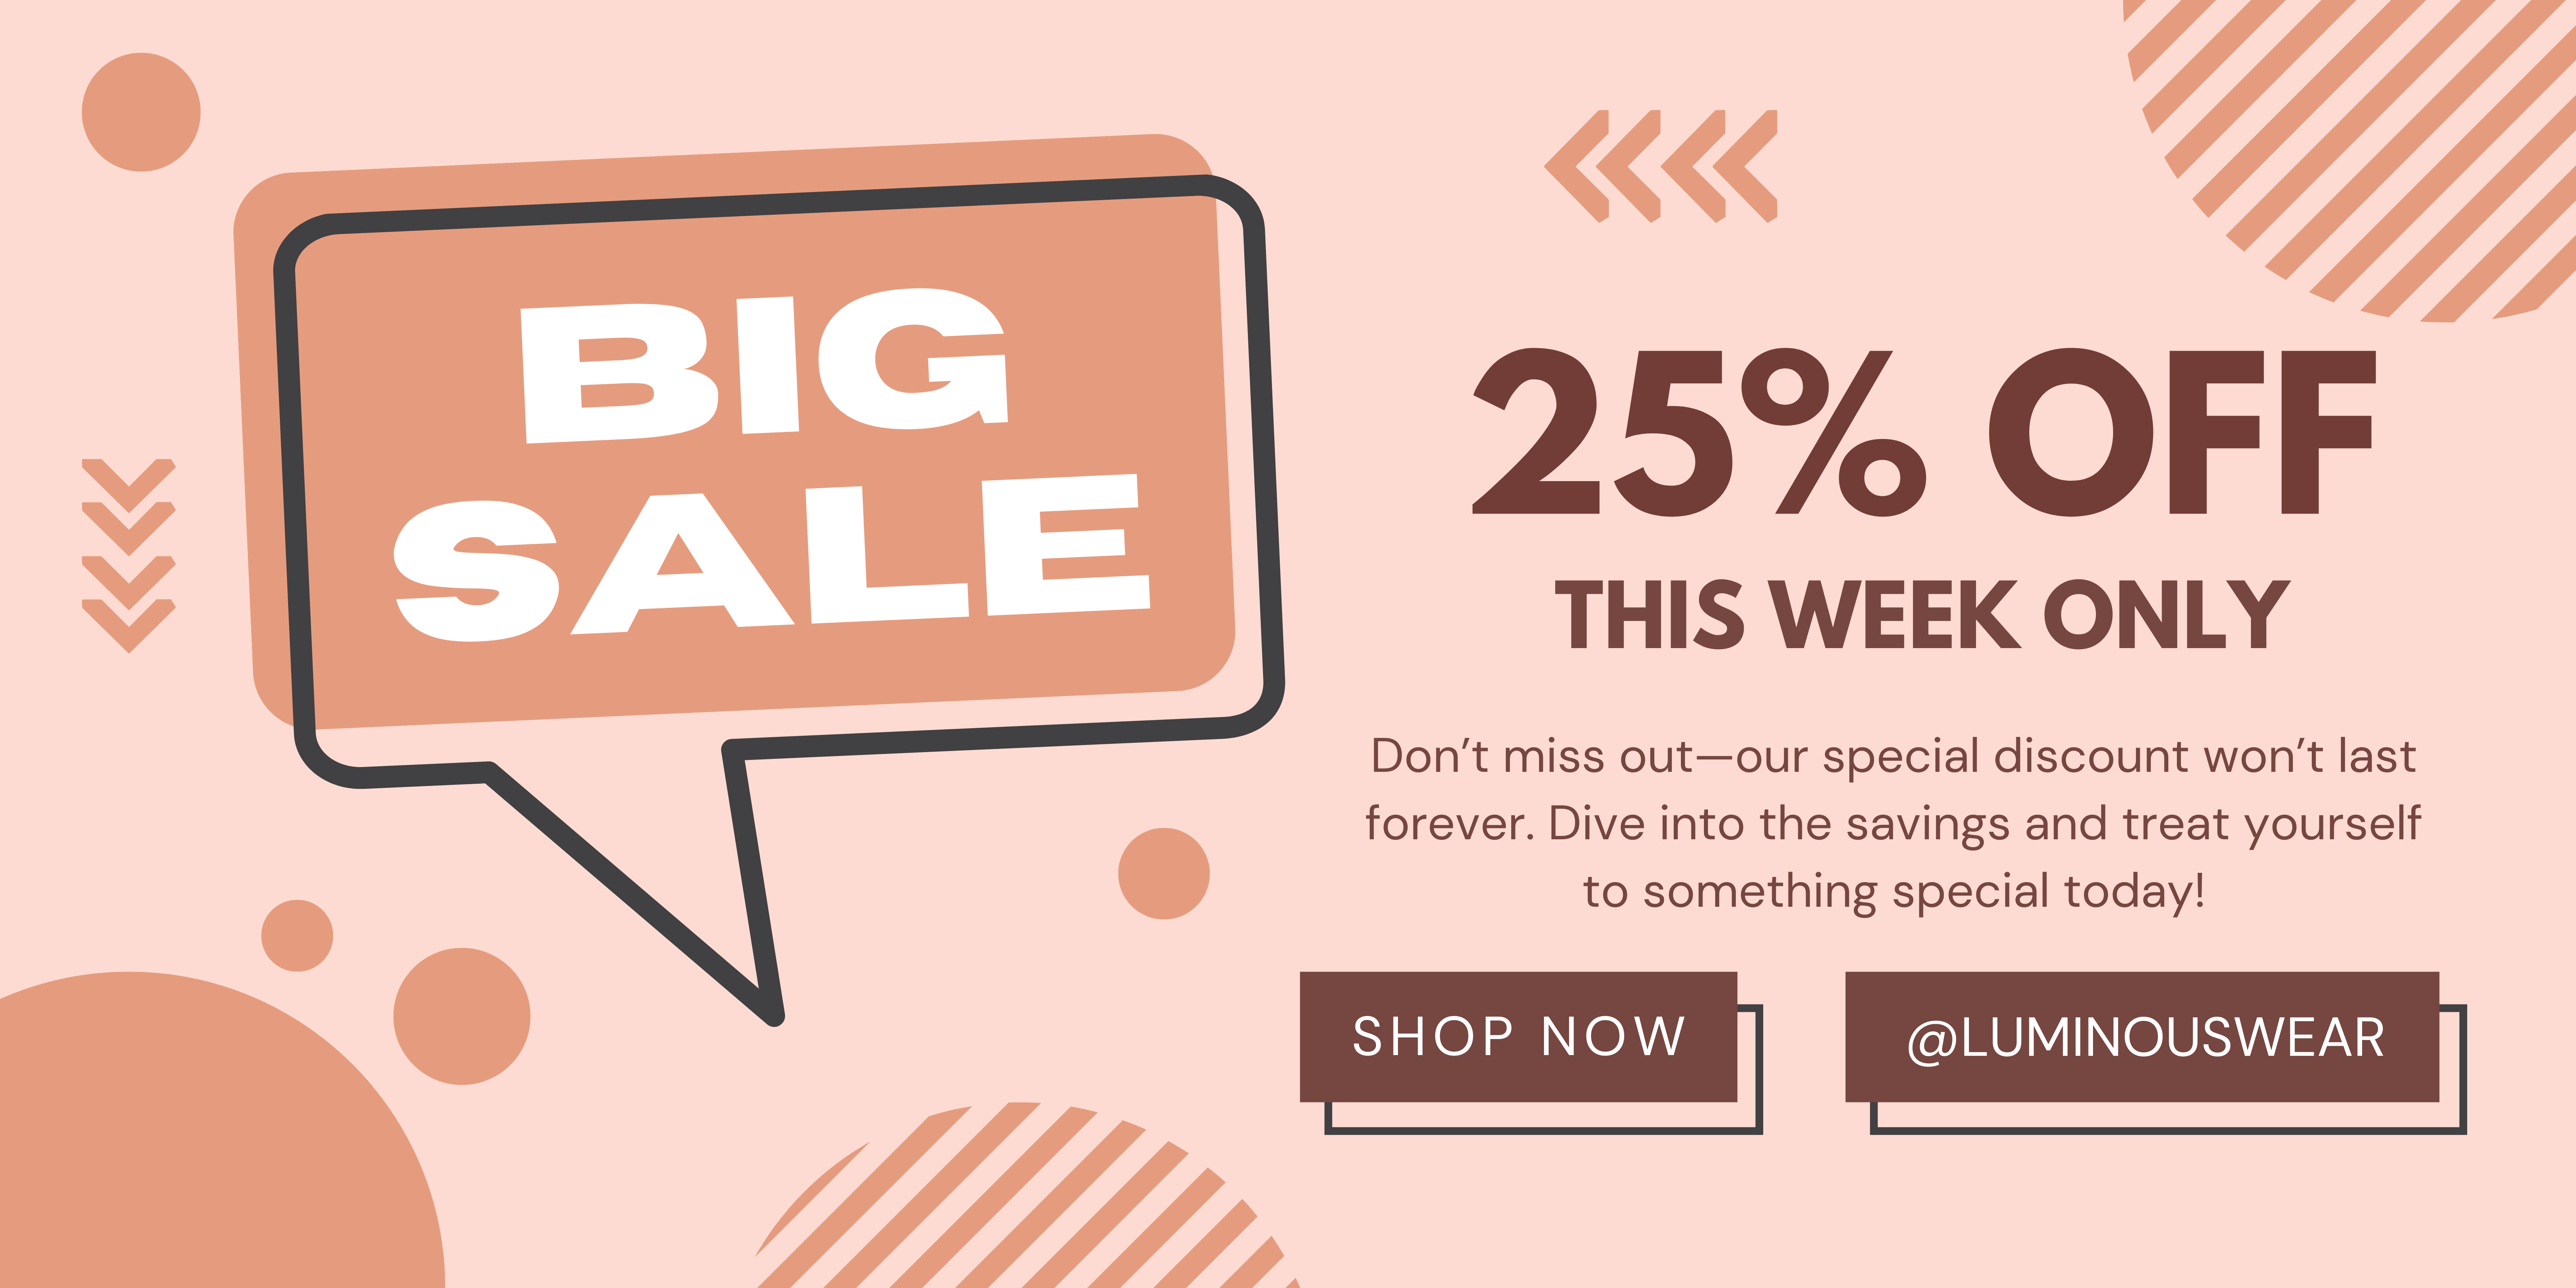 BIG
SALE
25% OFF
THIS WEEK ONLY
Don’t miss out—our special discount won’t last
forever. Dive into the savings and treat yourself
to something special today!
SHOP NOW
@LUMINOUSWEAR